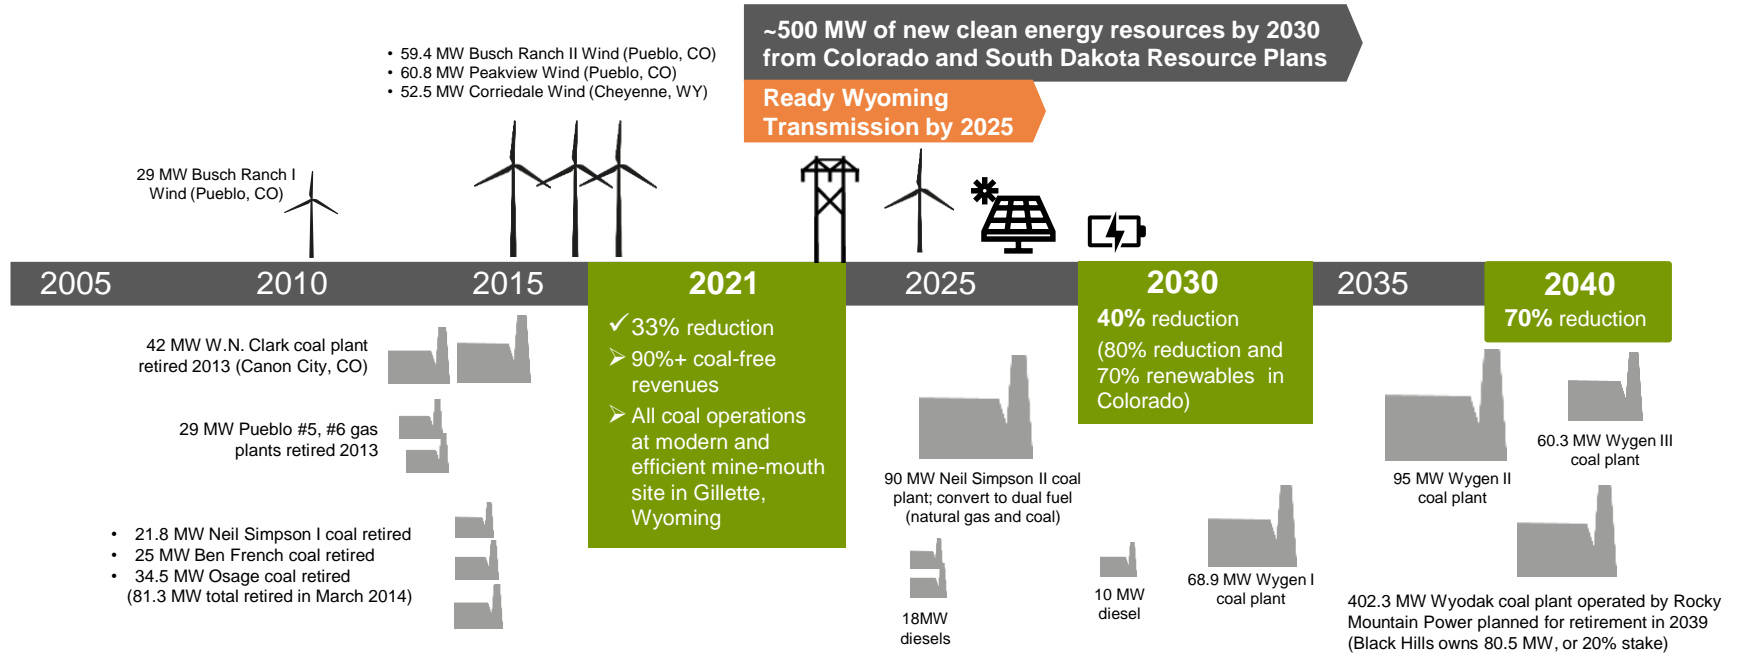 ~500 MW of new clean energy resources by 2030
from Colorado and South Dakota Resource Plans
• 59.4 MW Busch Ranch II Wind (Pueblo, CO)
• 60.8 MW Peakview Wind (Pueblo, CO)
• 52.5 MW Corriedale Wind (Cheyenne, WY)
Ready Wyoming
Transmission by 2025
29 MW Busch Ranch I
Wind (Pueblo, CO)
2005
2010
2015
2021
2025
2030
2035
2040
✓ 33% reduction
➢ 90%+ coal-free
revenues
➢ All coal operations
at modern and
efficient mine-mouth
site in Gillette,
Wyoming
40% reduction
(80% reduction and
70% renewables in
Colorado)
70% reduction
42 MW W.N. Clark coal plant
retired 2013 (Canon City, CO)
29 MW Pueblo #5, #6 gas
plants retired 2013
• 21.8 MW Neil Simpson I coal retired
• 25 MW Ben French coal retired
• 34.5 MW Osage coal retired
(81.3 MW total retired in March 2014)
90 MW Neil Simpson II coal
plant; convert to dual fuel
(natural gas and coal)
18MW
diesels
10 MW
diesel
68.9 MW Wygen I
coal plant
95 MW Wygen II
coal plant
60.3 MW Wygen III
coal plant
402.3 MW Wyodak coal plant operated by Rocky
Mountain Power planned for retirement in 2039
(Black Hills owns 80.5 MW, or 20% stake)